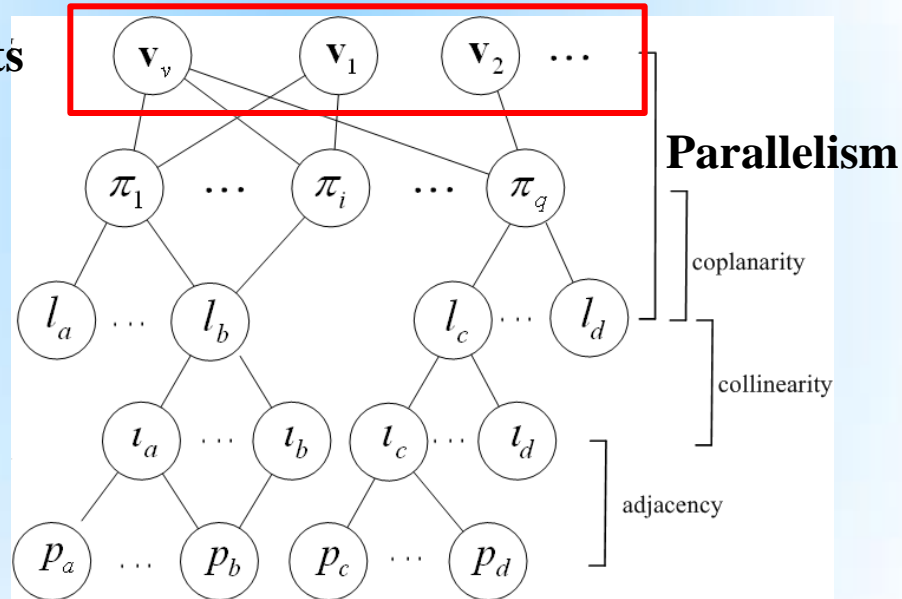 ts
v_v v_1 v_2 ...
Parallelism
π_1 ... π_i ... π_q
coplanarity
l_a ... l_b l_c ... l_d
collinearity
ι_a ... ι_b ι_c ... ι_d
adjacency
p_a ... p_b p_c ... p_d